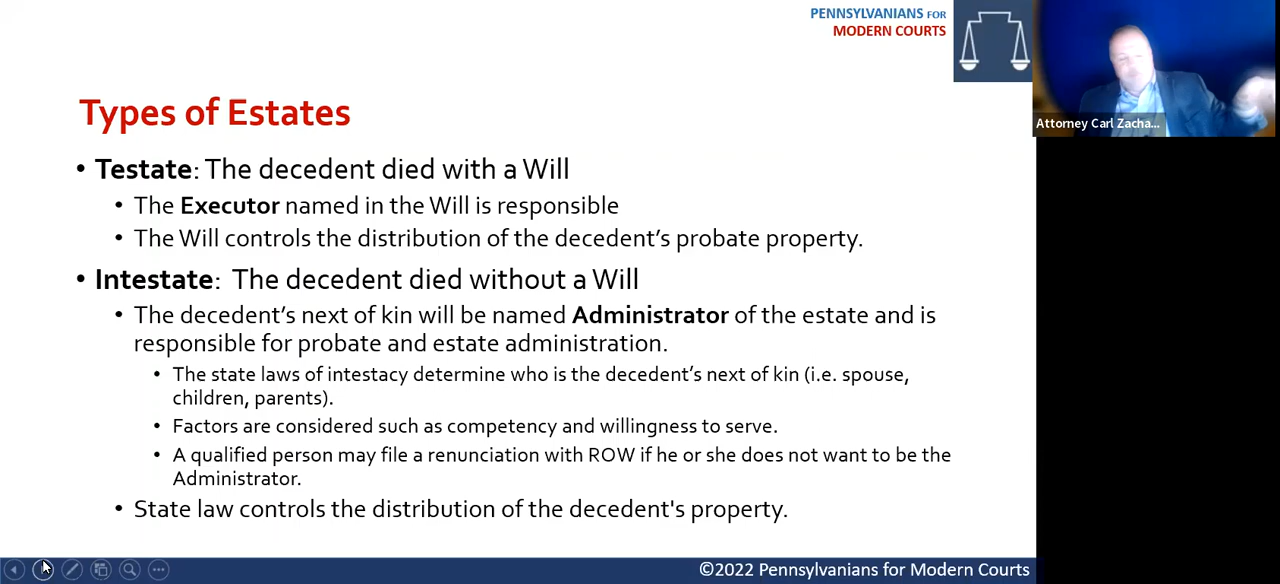 PENNSYLVANIANS FOR
MODERN COURTS
Attorney Carl Zacha...
Types of Estates
• Testate: The decedent died with a Will
• The Executor named in the Will is responsible
• The Will controls the distribution of the decedent’s probate property.
• Intestate:  The decedent died without a Will
• The decedent’s next of kin will be named Administrator of the estate and is
responsible for probate and estate administration.
• The state laws of intestacy determine who is the decedent’s next of kin (i.e. spouse,
children, parents).
• Factors are considered such as competency and willingness to serve.
• A qualified person may file a renunciation with ROW if he or she does not want to be the
Administrator.
• State law controls the distribution of the decedent's property.
©2022 Pennsylvanians for Modern Courts